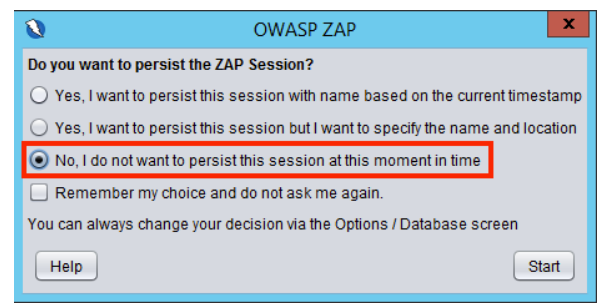 OWASP ZAP
x
Do you want to persist the ZAP Session?
Yes, I want to persist this session with name based on the current timestamp
Yes, I want to persist this session but I want to specify the name and location
No, I do not want to persist this session at this moment in time
Remember my choice and do not ask me again.
You can always change your decision via the Options / Database screen
Help
Start